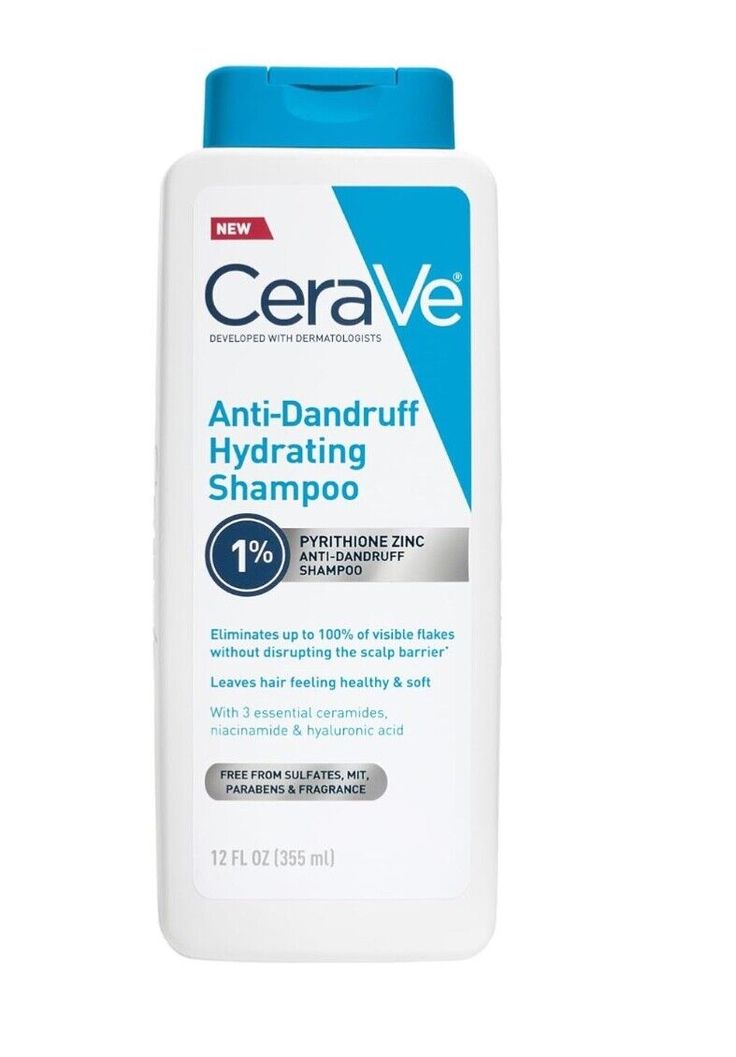 NEW
CeraVe®
DEVELOPED WITH DERMATOLOGISTS
Anti-Dandruff
Hydrating
Shampoo
1%
PYRITHIONE ZINC
ANTI-DANDRUFF
SHAMPOO
Eliminates up to 100% of visible flakes
without disrupting the scalp barrier*
Leaves hair feeling healthy & soft
With 3 essential ceramides,
niacinamide & hyaluronic acid
FREE FROM SULFATES, MIT,
PARABENS & FRAGRANCE
12 FL OZ (355 ml)